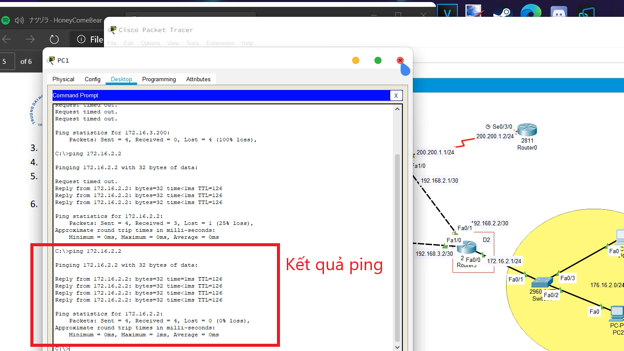 アヅソラ - HoneyComeBear
File
5 of 6
3.
4.
5.
6.
Cisco Packet Tracer
File Edit Options View Tools Extensions Help
PC1
Physical Config Desktop Programming Attributes
Command Prompt
X
Request timed out.
Request timed out.
Request timed out.
Ping statistics for 172.16.3.200:
Packets: Sent = 4, Received = 0, Lost = 4 (100% loss),
C:\>ping 172.16.2.2
Pinging 172.16.2.2 with 32 bytes of data:
Request timed out.
Reply from 172.16.2.2: bytes=32 time<1ms TTL=126
Reply from 172.16.2.2: bytes=32 time<1ms TTL=126
Reply from 172.16.2.2: bytes=32 time<1ms TTL=126
Ping statistics for 172.16.2.2:
Packets: Sent = 4, Received = 3, Lost = 1 (25% loss),
Approximate round trip times in milli-seconds:
Minimum = 0ms, Maximum = 0ms, Average = 0ms
C:\>ping 172.16.2.2
Pinging 172.16.2.2 with 32 bytes of data:
Reply from 172.16.2.2: bytes=32 time<1ms TTL=126
Reply from 172.16.2.2: bytes=32 time<1ms TTL=126
Reply from 172.16.2.2: bytes=32 time<1ms TTL=126
Reply from 172.16.2.2: bytes=32 time<1ms TTL=126
Ping statistics for 172.16.2.2:
Packets: Sent = 4, Received = 4, Lost = 0 (0% loss),
Approximate round trip times in milli-seconds:
Minimum = 0ms, Maximum = 1ms, Average = 0ms
C:\>
Kết quả ping
Se0/3/0
200.200.2/24
2811
Router0
200.200.1.1/24
Fa1/0
192.168.2.1/30
Fa0/1
192.168.2.2/30
Fa1/0
D2
192.168.3.2/30
Fa0/0
172.16.2.1/24
Fa0/1
Fa0/3
Fa0
2960
Fa0/2
176.16.2.0/24
Fa0
PC-P
PC2